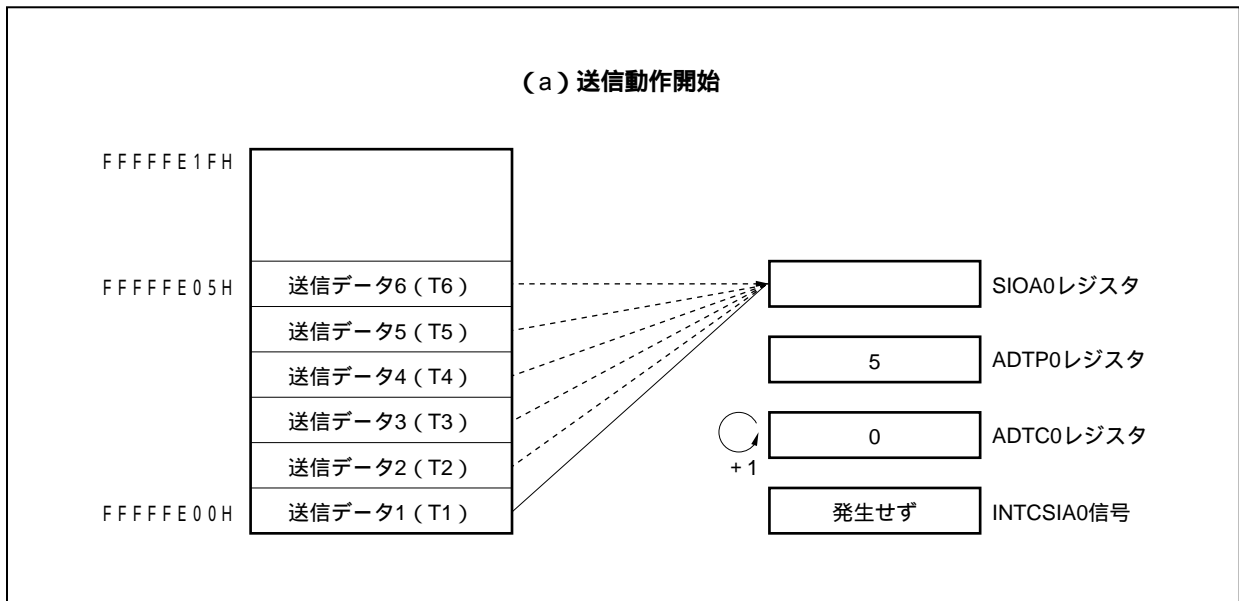 （a）送信動作開始
FFFFFE1FH
FFFFFE05H 送信データ6（T6） SIOA0レジスタ
送信データ5（T5）
送信データ4（T4） 5 ADTP0レジスタ
送信データ3（T3） 0 ADTC0レジスタ
送信データ2（T2） +1
FFFFFE00H 送信データ1（T1） 発生せず INTCSIA0信号